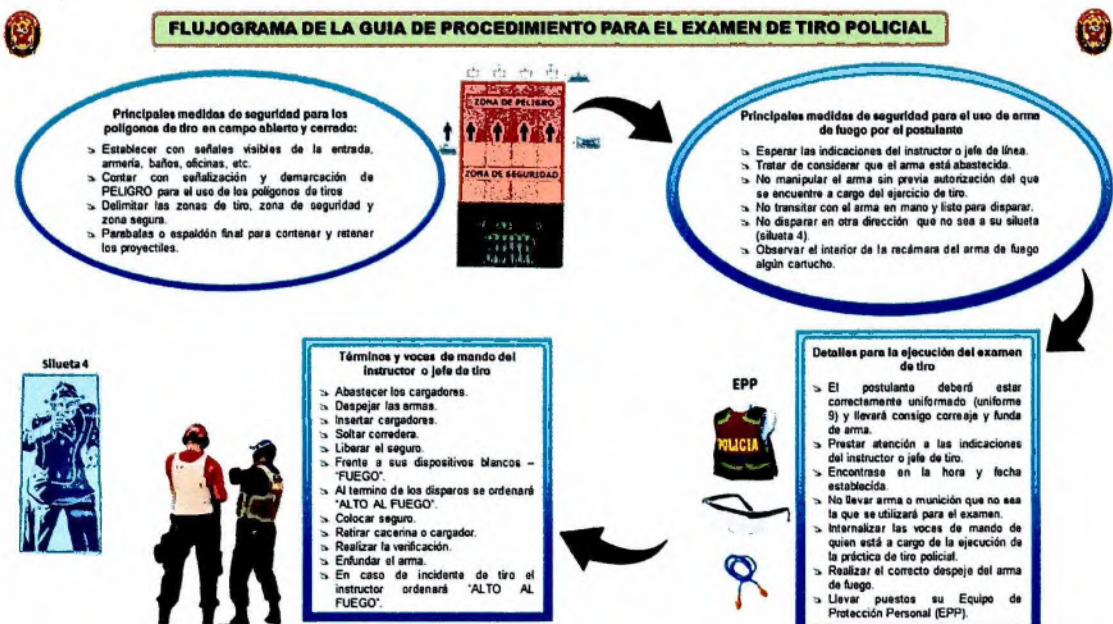 FLUJOGRAMA DE LA GUIA DE PROCEDIMIENTO PARA EL EXAMEN DE TIRO POLICIAL
Principales medidas de seguridad para los
polígonos de tiro en campo abierto y cerrado:
Establecer con señales visibles de la entrada,
armería, baños, oficinas, etc.
Contar con señalización y demarcación de
PELIGRO para el uso de los polígonos de tiros
Delimitar las zonas de tiro, zona de seguridad y
zona segura.
Parabalas o espaldón final para contener y retener
los proyectiles.
ZONA DE PELIGRO
ZONA DE SEGURIDAD
Principales medidas de seguridad para el uso de arma
de fuego por el postulante
Esperar las indicaciones del instructor o jefe de línea.
Tratar de considerar que el arma está abastecida.
No manipular el arma sin previa autorización del que
se encuentre a cargo del ejercicio de tiro.
No transitar con el arma en mano y listo para disparar.
No disparar en otra dirección que no sea a su silueta
(silueta 4).
Observar el interior de la recámara del arma de fuego
algún cartucho.
Silueta 4
Términos y voces de mando del
instructor o jefe de tiro
Abastecer los cargadores.
Despejar las armas.
Insertar cargadores.
Soltar corredera.
Liberar el seguro.
Frente a sus dispositivos blancos –
"FUEGO".
Al termino de los disparos se ordenará
"ALTO AL FUEGO".
Colocar seguro.
Retirar cacerina o cargador.
Realizar la verificación.
Enfundar el arma.
En caso de incidente de tiro el
instructor ordenará "ALTO AL
FUEGO".
EPP
POLICIA
Detalles para la ejecución del examen
de tiro
El postulante deberá estar
correctamente uniformado (uniforme
9) y llevará consigo correaje y funda
de arma.
Prestar atención a las indicaciones
del instructor o jefe de tiro.
Encontrase en la hora y fecha
establecida.
No llevar arma o munición que no sea
la que se utilizará para el examen.
Internalizar las voces de mando de
quien está a cargo de la ejecución de
la práctica de tiro policial.
Realizar el correcto despeje del arma
de fuego.
Llevar puestos su Equipo de
Protección Personal (EPP).